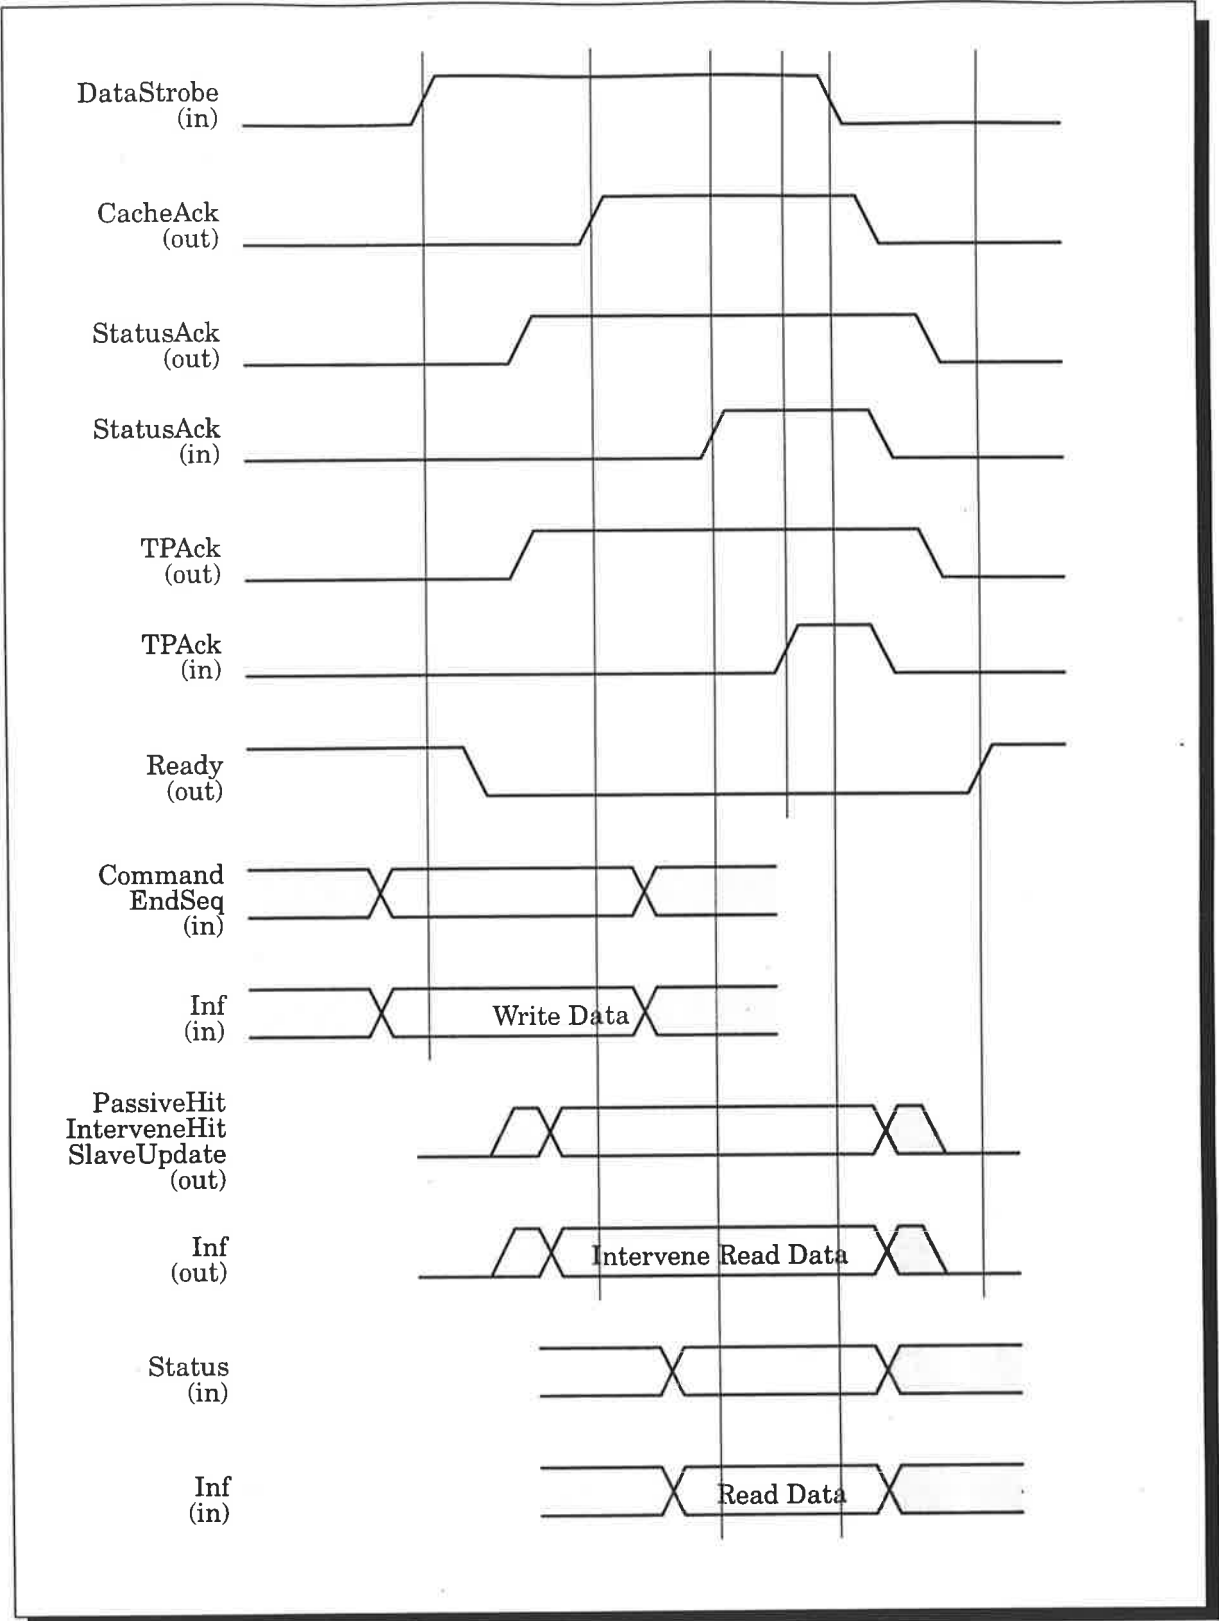 DataStrobe
(in)
CacheAck
(out)
StatusAck
(out)
StatusAck
(in)
TPAck
(out)
TPAck
(in)
Ready
(out)
Command
EndSeq
(in)
Inf
(in)
Write Data
PassiveHit
InterveneHit
SlaveUpdate
(out)
Inf
(out)
Intervene Read Data
Status
(in)
Inf
(in)
Read Data